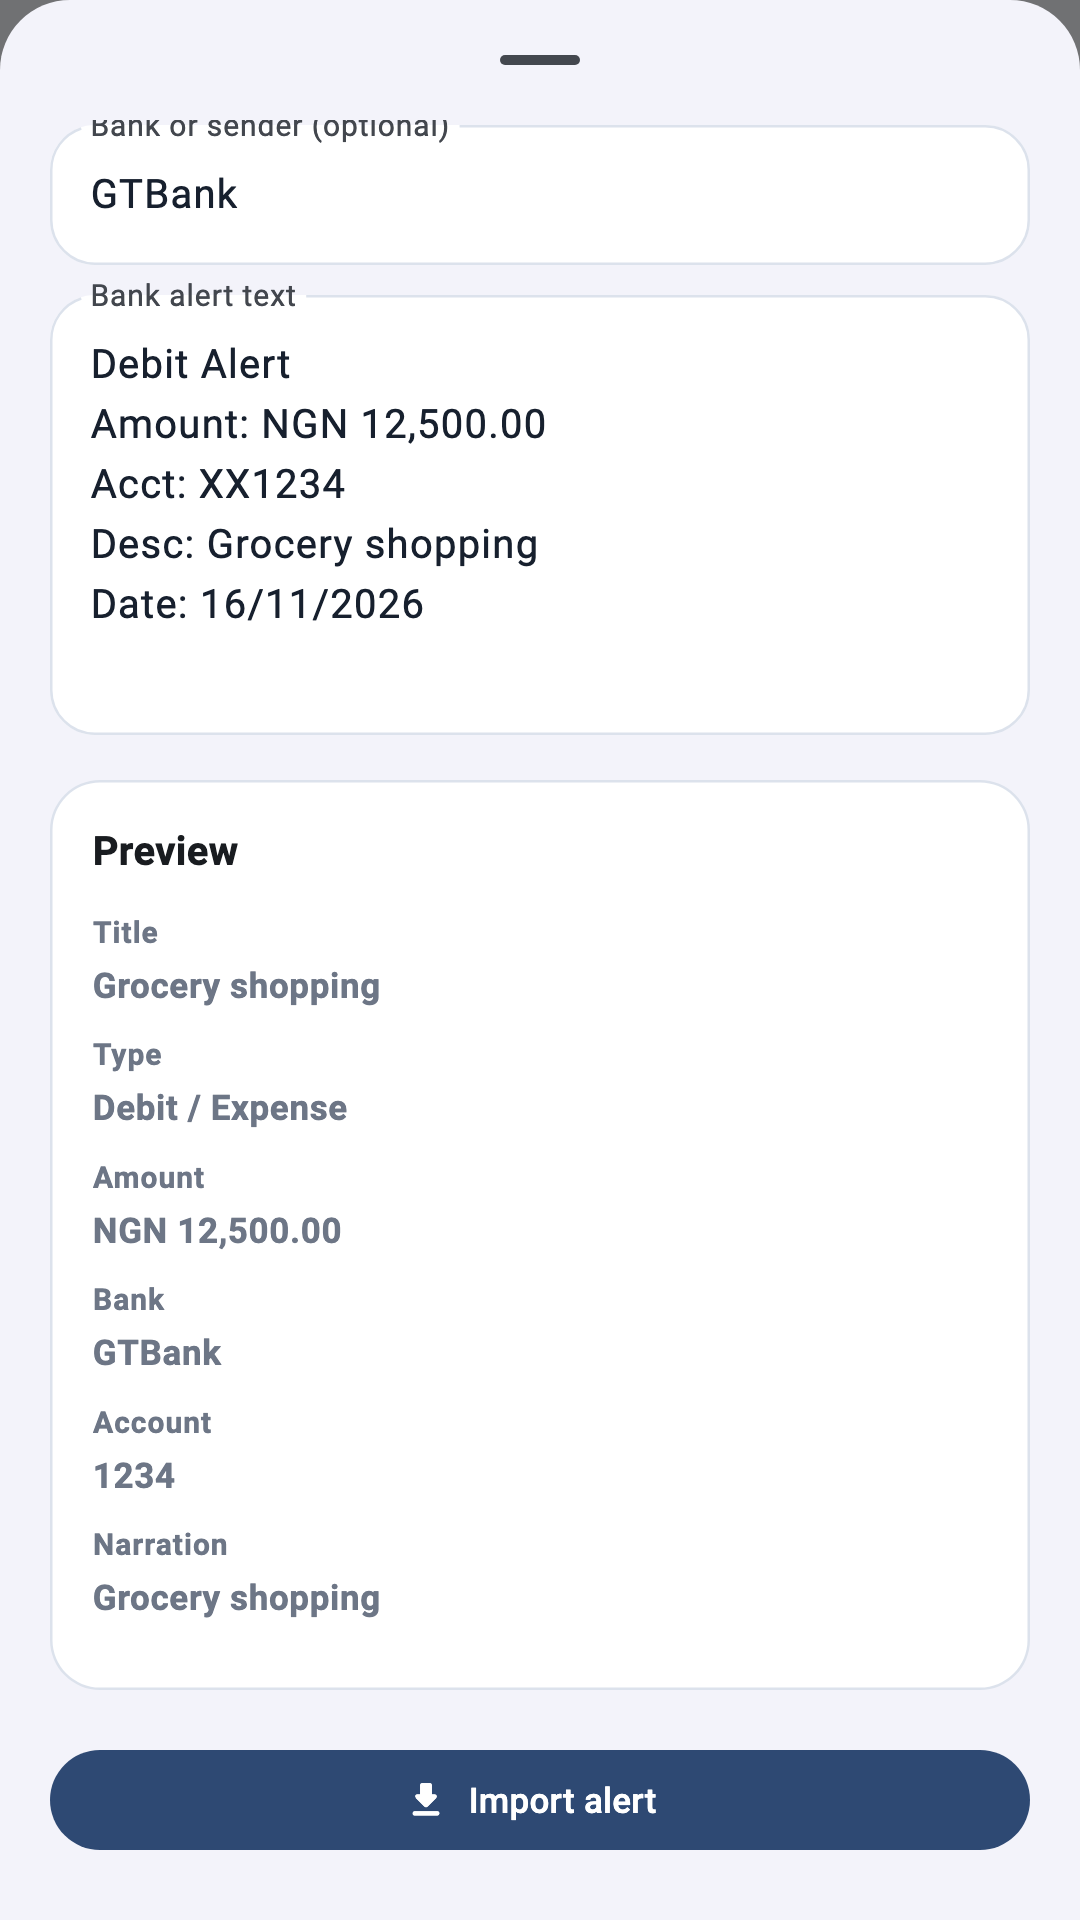 Bank or sender (optional)
GTBank
Bank alert text
Debit Alert
Amount: NGN 12,500.00
Acct: XX1234
Desc: Grocery shopping
Date: 16/11/2026
Preview
Title
Grocery shopping
Type
Debit / Expense
Amount
NGN 12,500.00
Bank
GTBank
Account
1234
Narration
Grocery shopping
Import alert